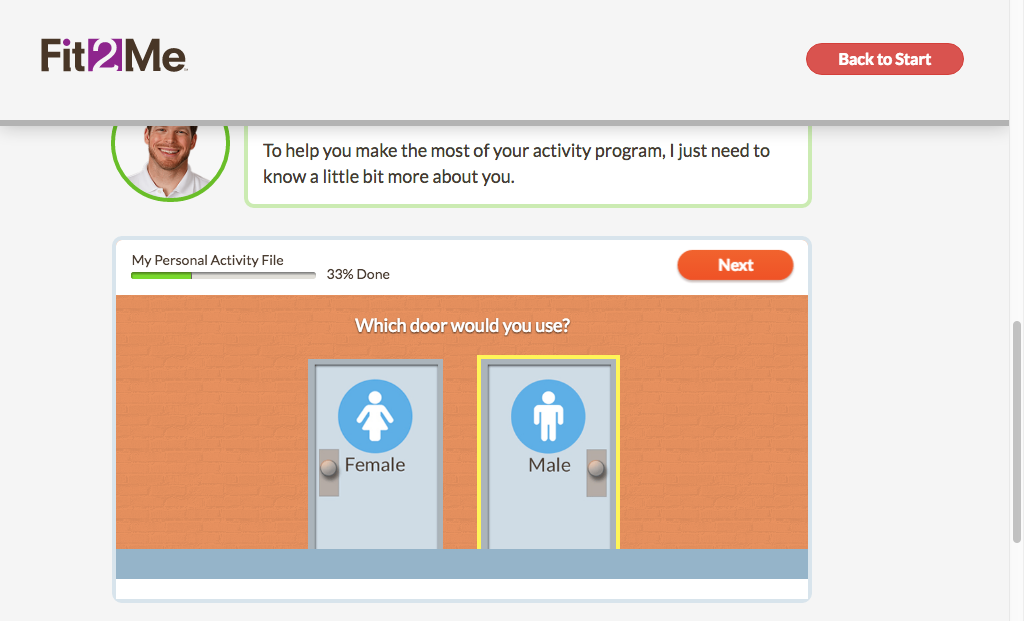 Fit2Me
Back to Start
To help you make the most of your activity program, I just need to
know a little bit more about you.
My Personal Activity File
33% Done
Next
Which door would you use?
Female
Male